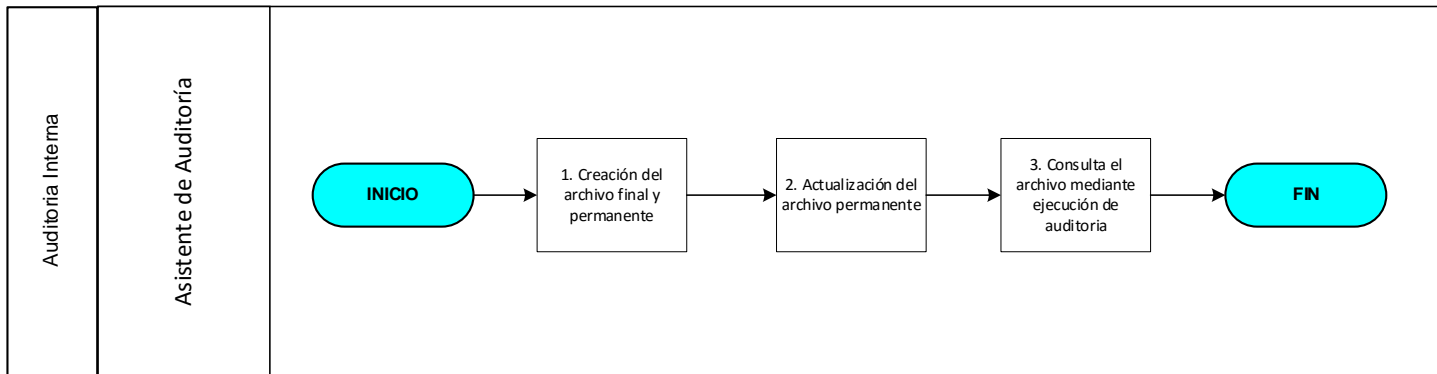 Auditoria Interna
Asistente de Auditoría
INICIO
1. Creación del
archivo final y
permanente
2. Actualización del
archivo permanente
3. Consulta el
archivo mediante
ejecución de
auditoria
FIN